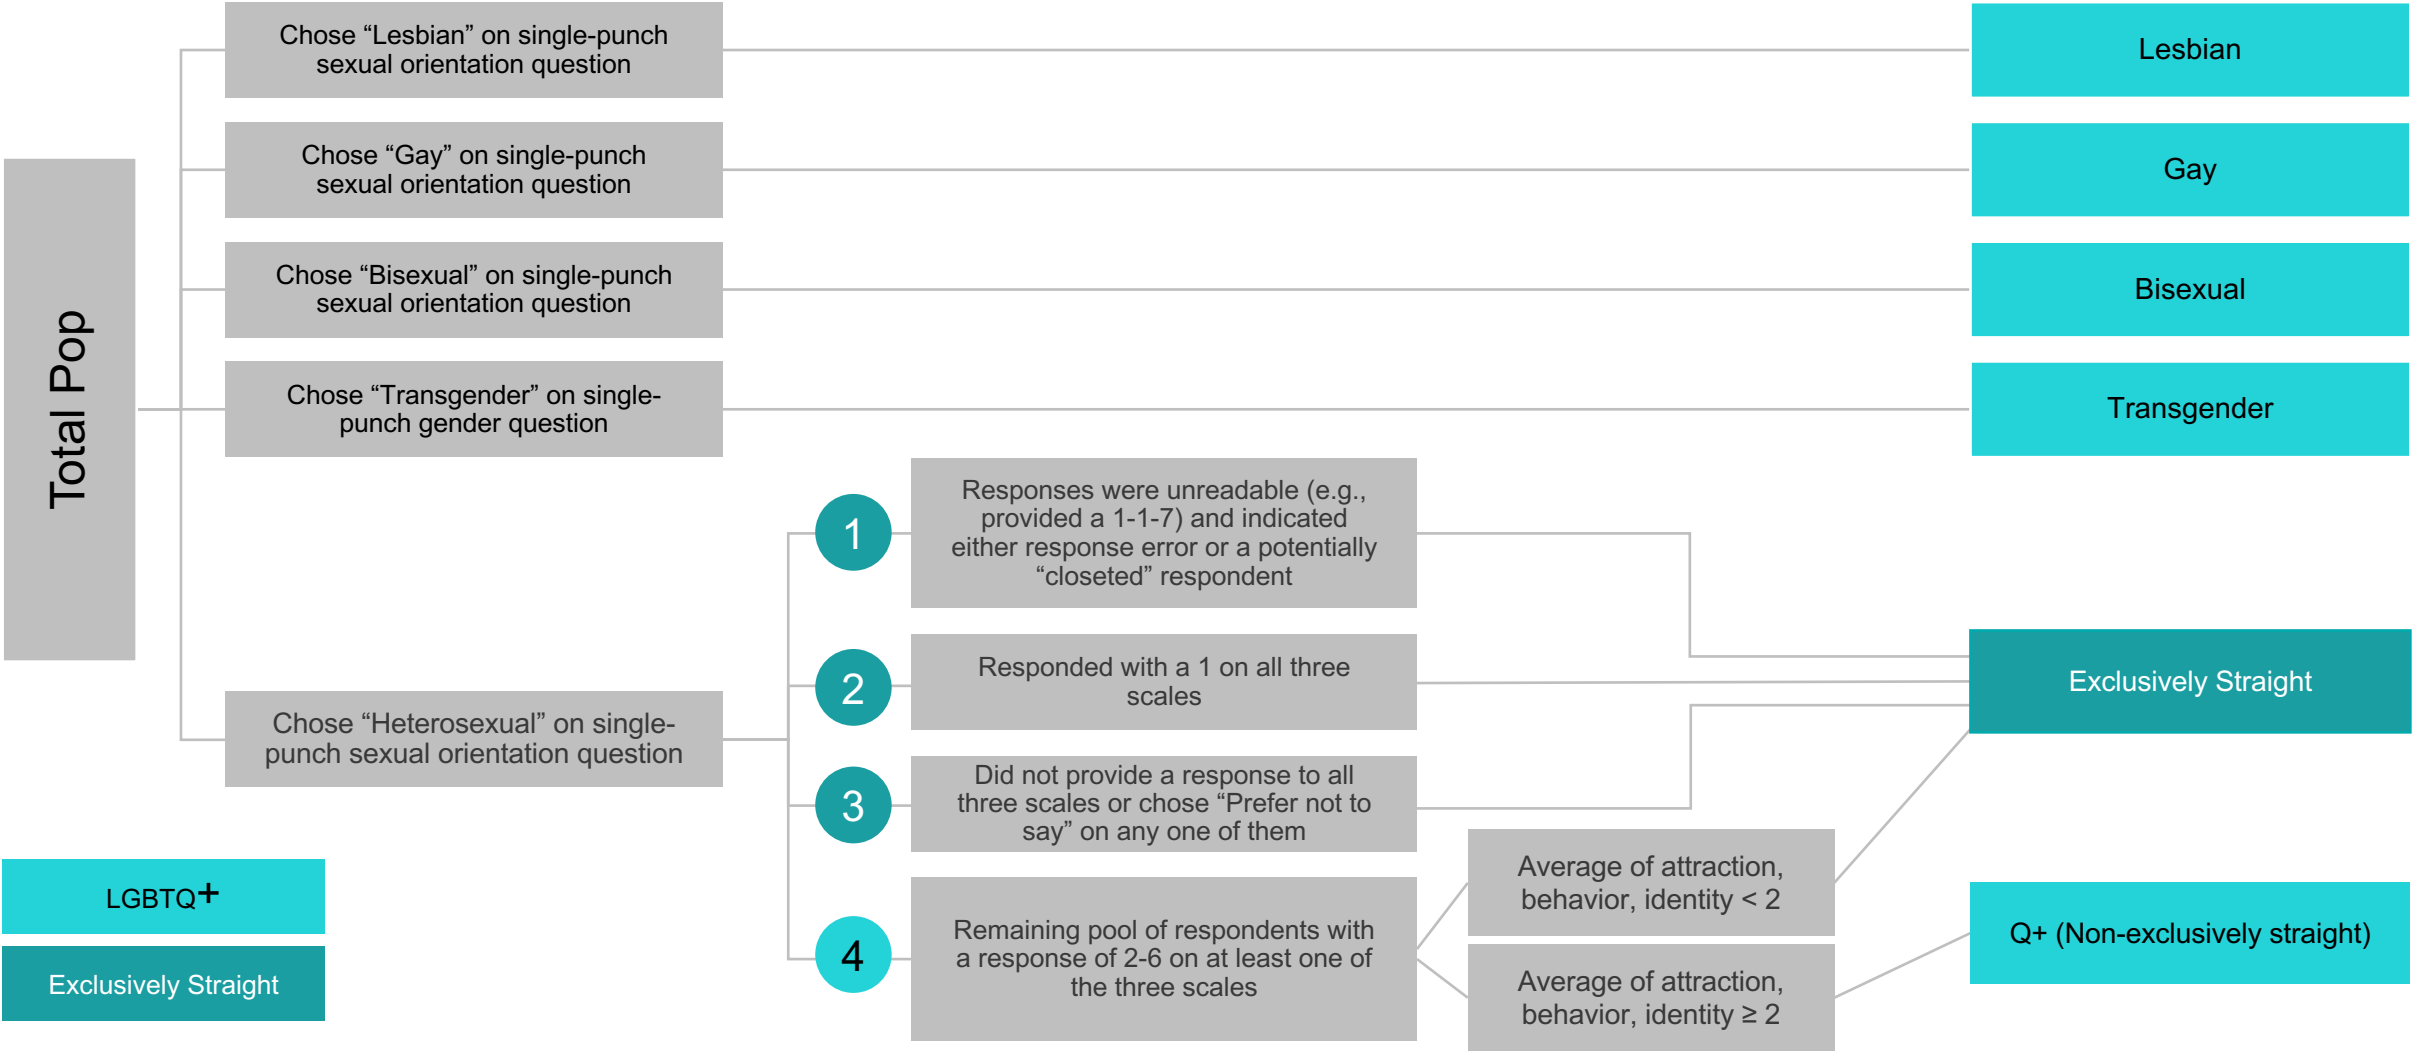 Total Pop
Chose “Lesbian” on single-punch
sexual orientation question
Lesbian
Chose “Gay” on single-punch
sexual orientation question
Gay
Chose “Bisexual” on single-punch
sexual orientation question
Bisexual
Chose “Transgender” on single-
punch gender question
Transgender
Chose “Heterosexual” on single-
punch sexual orientation question
1
Responses were unreadable (e.g.,
provided a 1-1-7) and indicated
either response error or a potentially
“closeted” respondent
2
Responded with a 1 on all three
scales
3
Did not provide a response to all
three scales or chose “Prefer not to
say” on any one of them
4
Remaining pool of respondents with
a response of 2-6 on at least one of
the three scales
Average of attraction,
behavior, identity < 2
Average of attraction,
behavior, identity ≥ 2
Exclusively Straight
Q+ (Non-exclusively straight)
LGBTQ+
Exclusively Straight